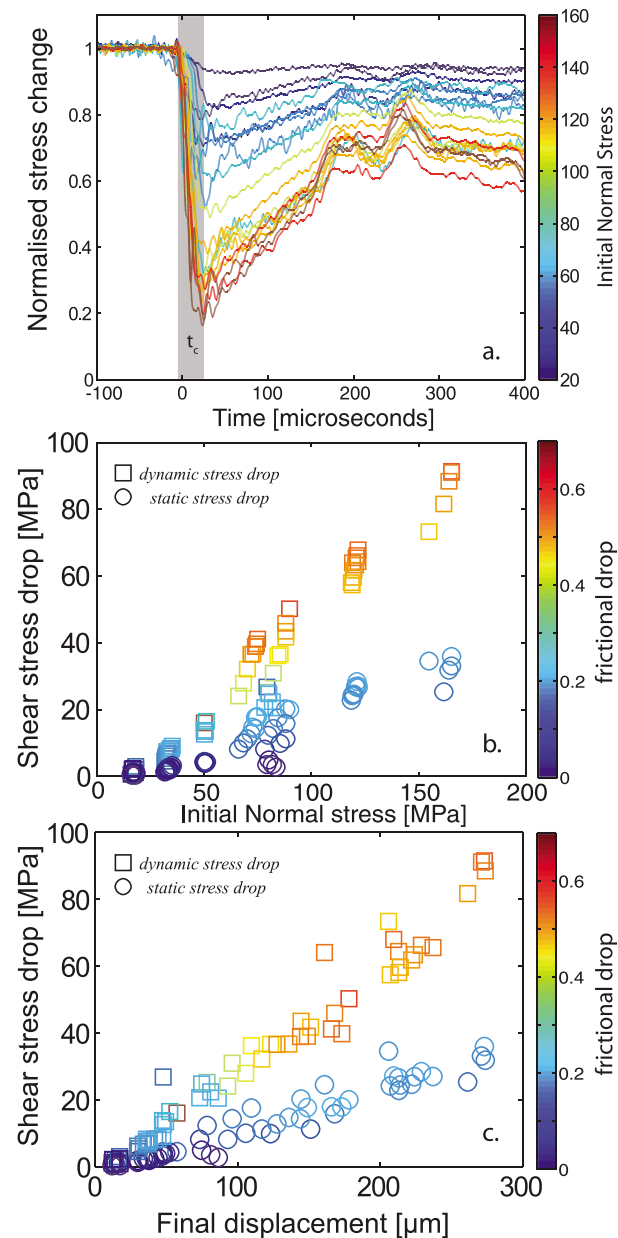 Normalised stress change
1
0.8
0.6
0.4
0.2
0
t_c
a.
-100 0 100 200 300 400
Time [microseconds]
160
140
120
100
80
60
40
20
Initial Normal Stress
Shear stress drop [MPa]
100
80
60
40
20
0
dynamic stress drop
static stress drop
b.
0 50 100 150 200
Initial Normal stress [MPa]
0.6
0.4
0.2
0
frictional drop
Shear stress drop [MPa]
100
80
60
40
20
0
dynamic stress drop
static stress drop
c.
0 100 200 300
Final displacement [µm]
0.6
0.4
0.2
0
frictional drop